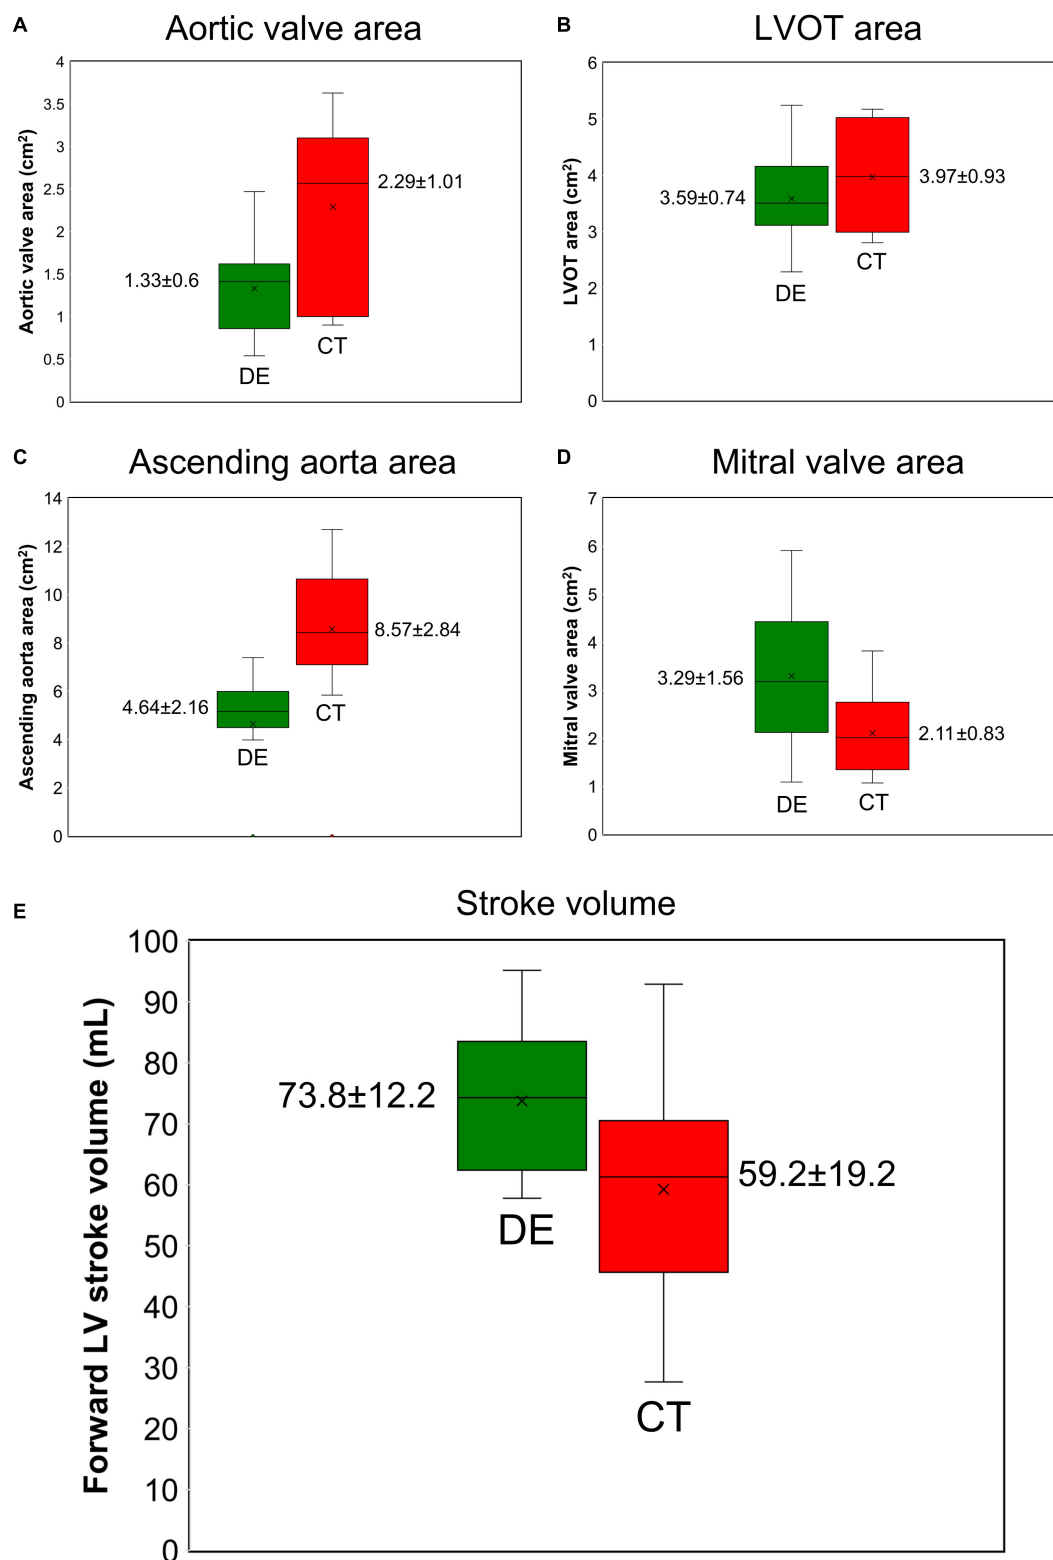 A
Aortic valve area
Aortic valve area (cm²)
4
3.5
3
2.5
2
1.5
1
0.5
0
1.33±0.6
DE
2.29±1.01
CT
B
LVOT area
LVOT area (cm²)
6
5
4
3
2
1
0
3.59±0.74
DE
3.97±0.93
CT
C
Ascending aorta area
Ascending aorta area (cm²)
14
12
10
8
6
4
2
0
4.64±2.16
DE
8.57±2.84
CT
D
Mitral valve area
Mitral valve area (cm²)
7
6
5
4
3
2
1
0
3.29±1.56
DE
2.11±0.83
CT
E
Stroke volume
Forward LV stroke volume (mL)
100
90
80
70
60
50
40
30
20
10
0
73.8±12.2
DE
59.2±19.2
CT